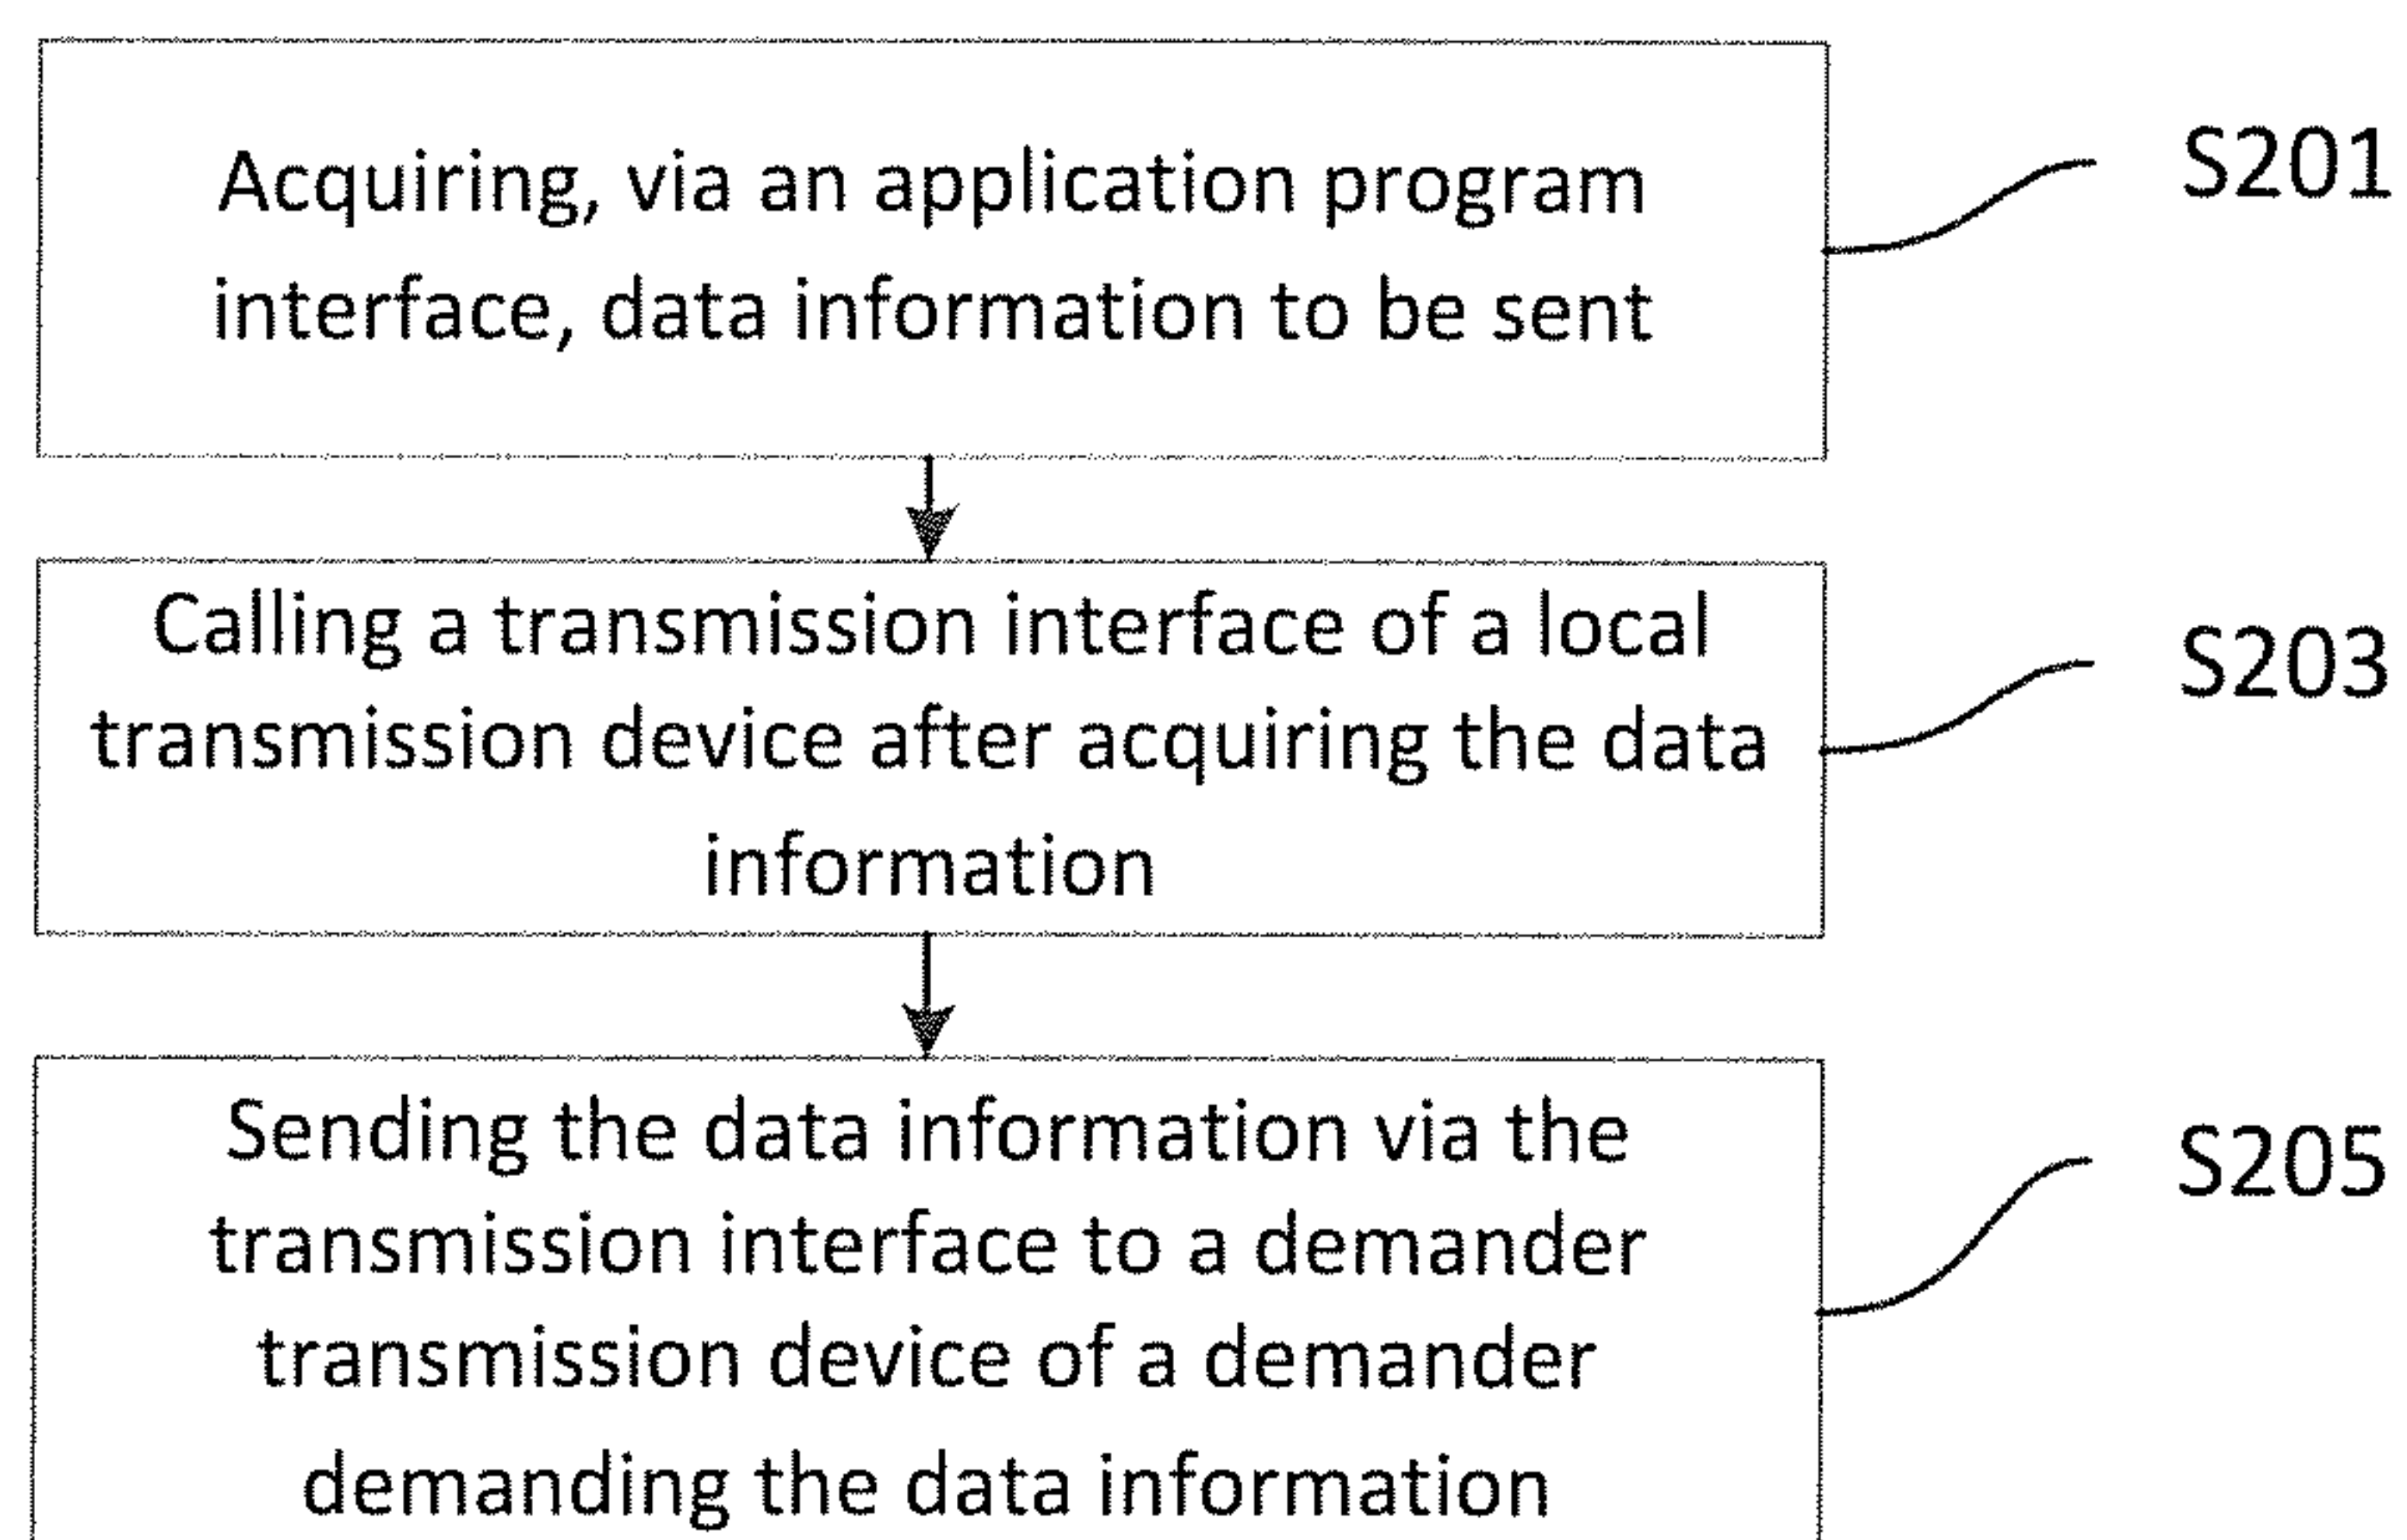 Acquiring, via an application program
interface, data information to be sent
S201
Calling a transmission interface of a local
transmission device after acquiring the data
information
S203
Sending the data information via the
transmission interface to a demander
transmission device of a demander
demanding the data information
S205